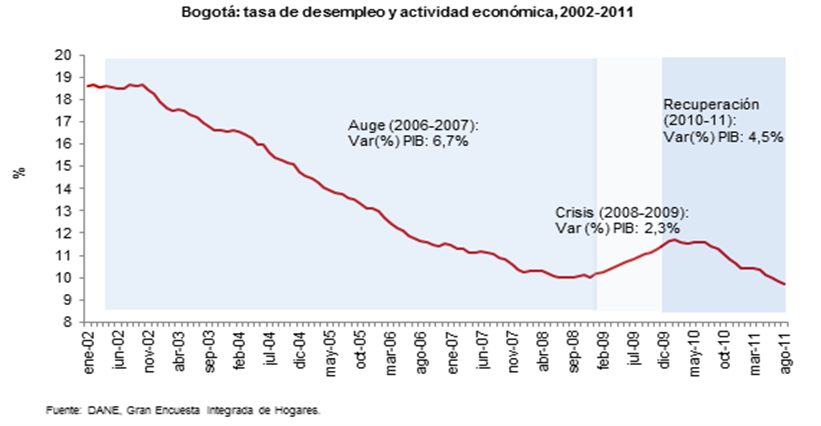 Bogotá: tasa de desempleo y actividad económica, 2002-2011
20
19
18
17
16
15
14
13
12
11
10
9
8
%
Auge (2006-2007):
Var(%) PIB: 6,7%
Crisis (2008-2009):
Var (%) PIB: 2,3%
Recuperación
(2010-11):
Var(%) PIB: 4,5%
ene-02
jun-02
nov-02
abr-03
sep-03
feb-04
jul-04
dic-04
may-05
oct-05
mar-06
ago-06
ene-07
jun-07
nov-07
abr-08
sep-08
feb-09
jul-09
dic-09
may-10
oct-10
mar-11
ago-11
Fuente: DANE, Gran Encuesta Integrada de Hogares.